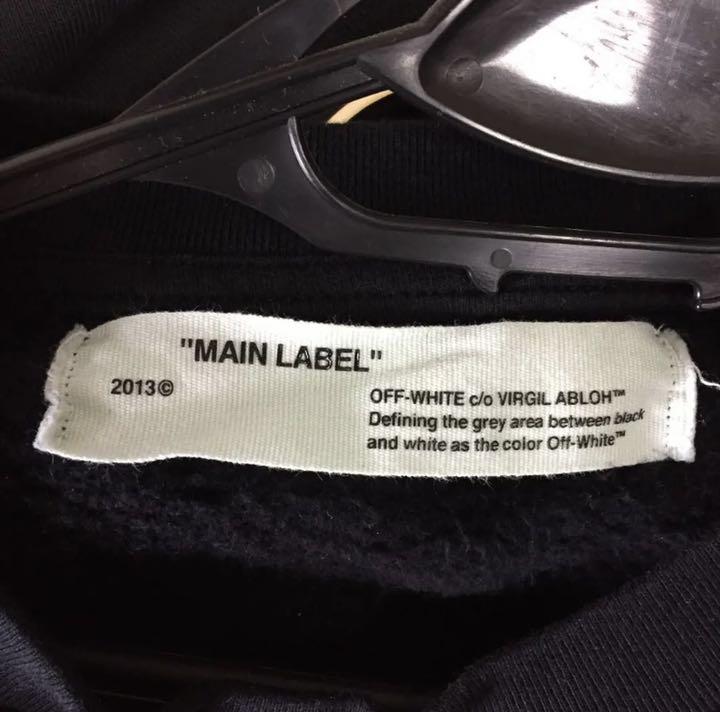 "MAIN LABEL"
2013©
OFF-WHITE c/o VIRGIL ABLOH™
Defining the grey area between black
and white as the color Off-White™